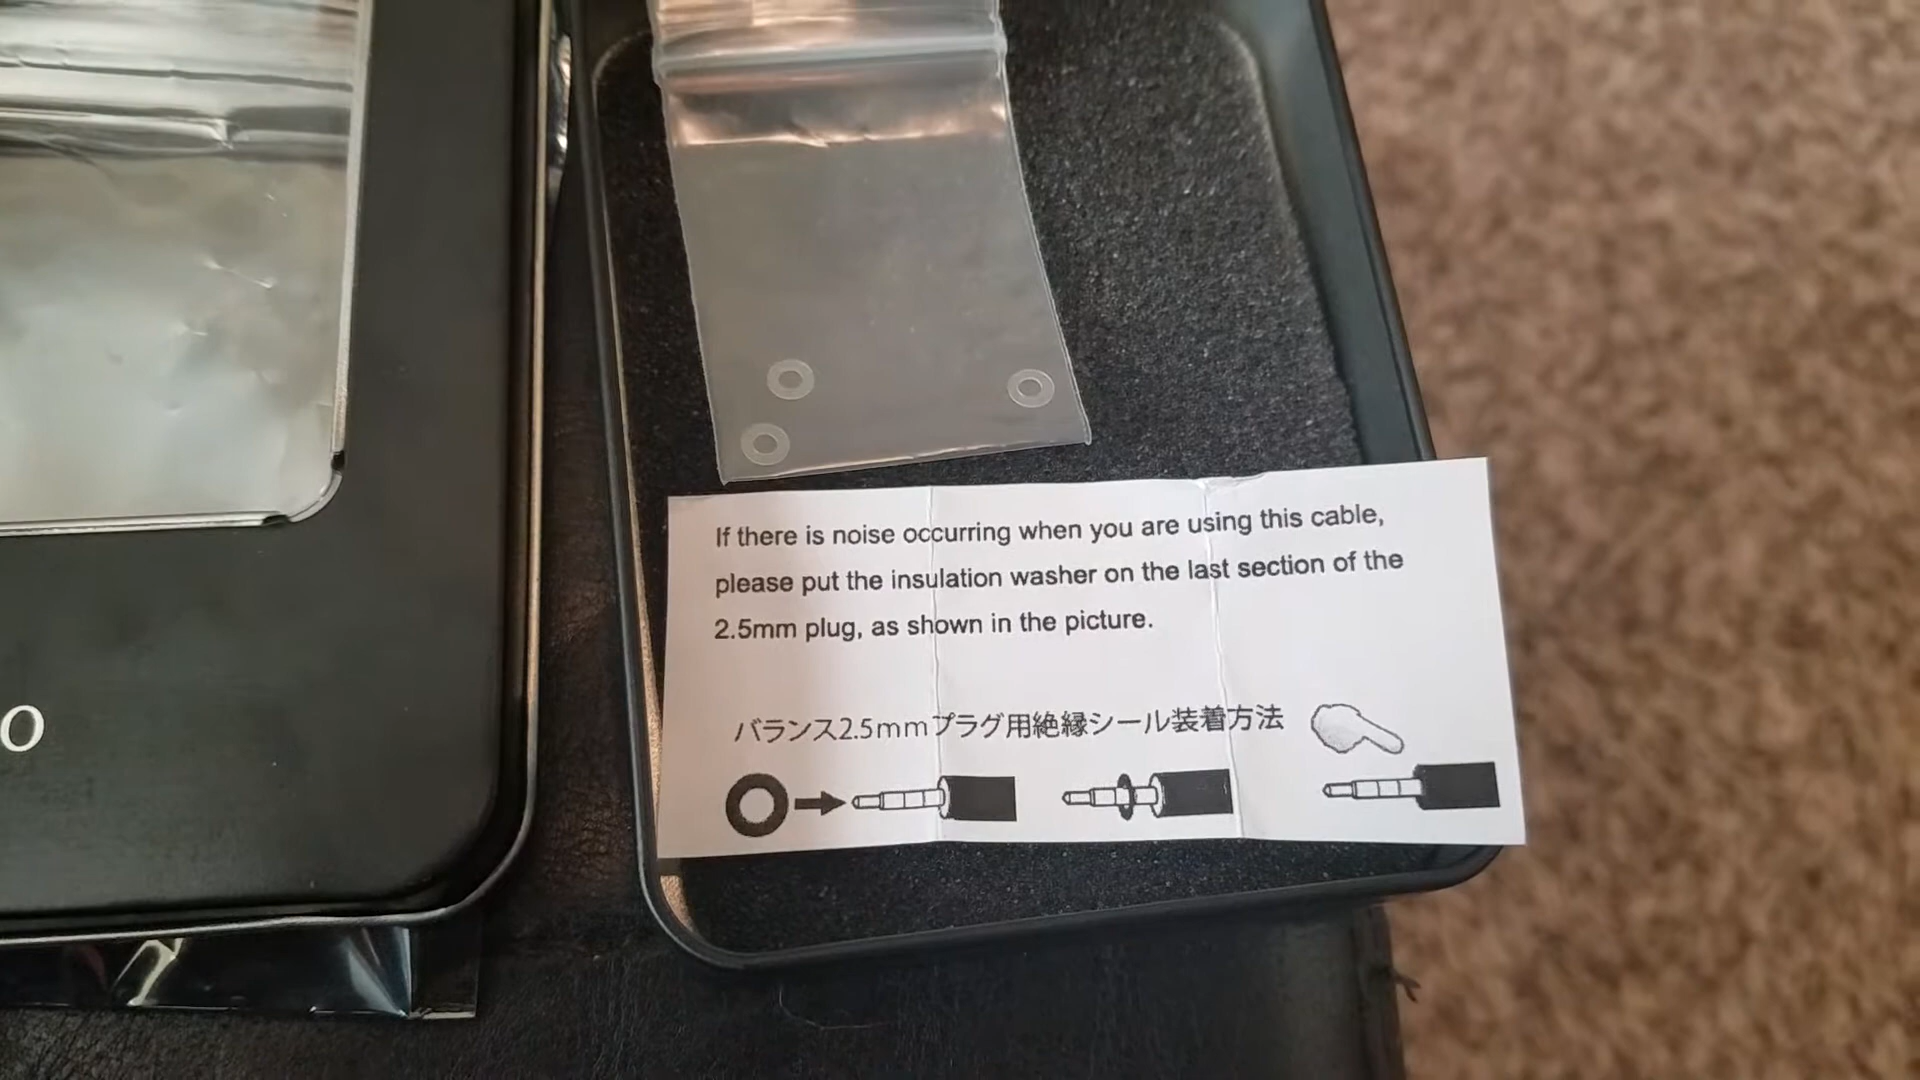 If there is noise occurring when you are using this cable,
please put the insulation washer on the last section of the
2.5mm plug, as shown in the picture.
バランス2.5mmプラグ用絶縁シール装着方法
o